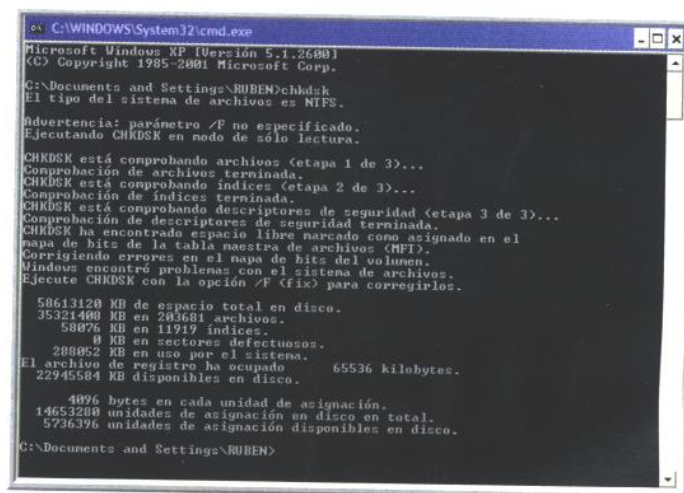 C:\WINDOWS\System32\cmd.exe
Microsoft Windows XP [Versión 5.1.2600]
(C) Copyright 1985-2001 Microsoft Corp.
C:\Documents and Settings\RUBEN>chkdsk
El tipo del sistema de archivos es NTFS.
Advertencia: parámetro /F no especificado.
Ejecutando CHKDSK en modo de sólo lectura.
CHKDSK está comprobando archivos (etapa 1 de 3)...
Comprobación de archivos terminada.
CHKDSK está comprobando índices (etapa 2 de 3)...
Comprobación de índices terminada.
CHKDSK está comprobando descriptores de seguridad (etapa 3 de 3)...
Comprobación de descriptores de seguridad terminada.
CHKDSK ha encontrado espacio libre marcado como asignado en el
mapa de bits de la tabla maestra de archivos (MFT).
Corrigiendo errores en el mapa de bits del volumen.
Windows encontró problemas con el sistema de archivos.
Ejecute CHKDSK con la opción /F (fix) para corregirlos.
58613120 KB de espacio total en disco.
35321408 KB en 203681 archivos.
58076 KB en 11919 índices.
0 KB en sectores defectuosos.
288052 KB en uso por el sistema.
El archivo de registro ha ocupado 65536 kilobytes.
22945584 KB disponibles en disco.
4096 bytes en cada unidad de asignación.
14653280 unidades de asignación en disco en total.
5736396 unidades de asignación disponibles en disco.
C:\Documents and Settings\RUBEN>